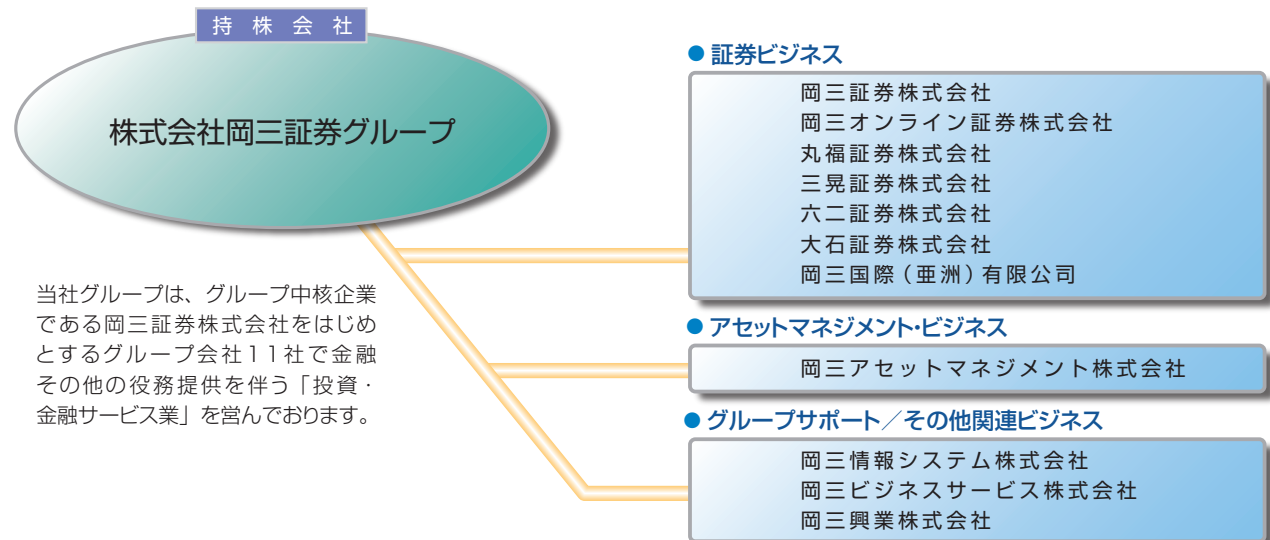 持株会社
株式会社岡三証券グループ
当社グループは、グループ中核企業
である岡三証券株式会社をはじめ
とするグループ会社11社で金融
その他の役務提供を伴う「投資・
金融サービス業」を営んでおります。
● 証券ビジネス
岡三証券株式会社
岡三オンライン証券株式会社
丸福証券株式会社
三晃証券株式会社
六二証券株式会社
大石証券株式会社
岡三国際（亜洲）有限公司
● アセットマネジメント・ビジネス
岡三アセットマネジメント株式会社
● グループサポート／その他関連ビジネス
岡三情報システム株式会社
岡三ビジネスサービス株式会社
岡三興業株式会社